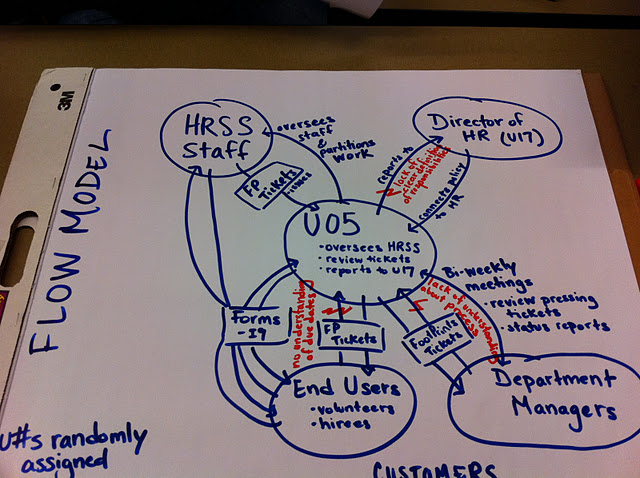 3M
FLOW MODEL
HRSS
Staff
oversees
staff
&
partitions
work
Director of
HR (U17)
FP
Tickets
issues
reports to
lack of
clear definition
of responsibilities
connects policy
to HR
U05
• oversees HRSS
• review tickets
• reports to U17
Bi-weekly
meetings
• review pressing
tickets
• status reports
Forms
- I9
no understanding
of due dates
FP
Tickets
FootPrints
Tickets
lack of understanding
about process
End Users
• volunteers
• hirees
Department
Managers
U#s randomly
assigned
CUSTOMERS